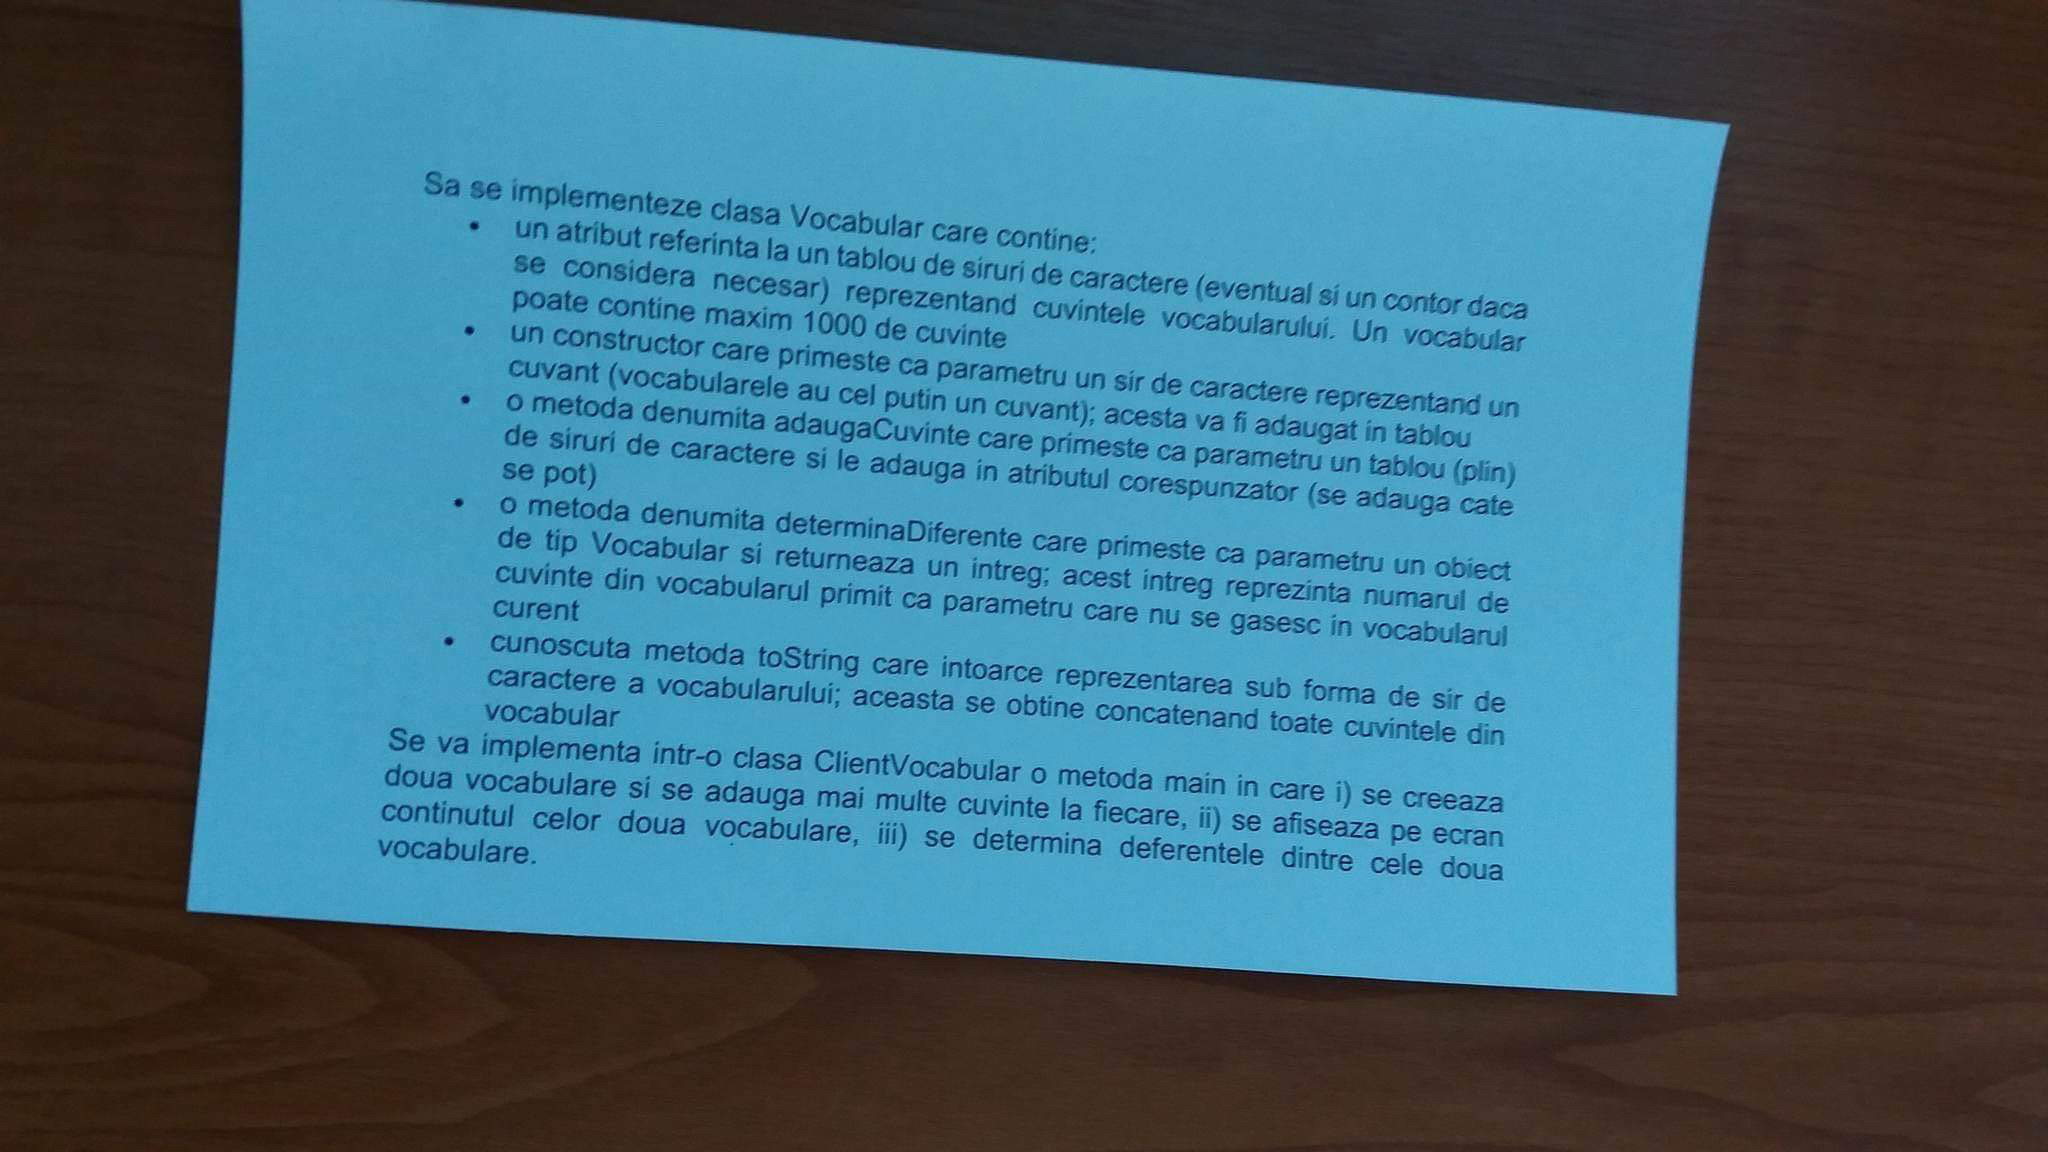 Sa se implementeze clasa Vocabular care contine:
• un atribut referinta la un tablou de siruri de caractere (eventual si un contor daca
se considera necesar) reprezentand cuvintele vocabularului. Un vocabular
poate contine maxim 1000 de cuvinte
• un constructor care primeste ca parametru un sir de caractere reprezentand un
cuvant (vocabularele au cel putin un cuvant); acesta va fi adaugat in tablou
• o metoda denumita adaugaCuvinte care primeste ca parametru un tablou (plin)
de siruri de caractere si le adauga in atributul corespunzator (se adauga cate
se pot)
• o metoda denumita determinaDiferente care primeste ca parametru un obiect
de tip Vocabular si returneaza un intreg; acest intreg reprezinta numarul de
cuvinte din vocabularul primit ca parametru care nu se gasesc in vocabularul
curent
• cunoscuta metoda toString care intoarce reprezentarea sub forma de sir de
caractere a vocabularului; aceasta se obtine concatenand toate cuvintele din
vocabular
Se va implementa intr-o clasa ClientVocabular o metoda main in care i) se creeaza
doua vocabulare si se adauga mai multe cuvinte la fiecare, ii) se afiseaza pe ecran
continutul celor doua vocabulare, iii) se determina deferentele dintre cele doua
vocabulare.